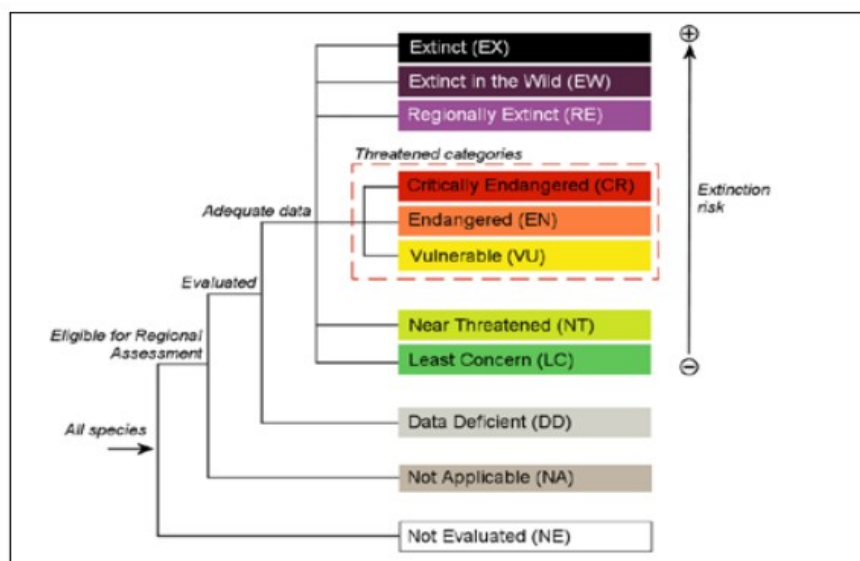 Extinct (EX)
Extinct in the Wild (EW)
Regionally Extinct (RE)
Threatened categories
Critically Endangered (CR)
Extinction
risk
Adequate data
Endangered (EN)
Vulnerable (VU)
Evaluated
Eligible for Regional
Assessment
Near Threatened (NT)
Least Concern (LC)
All species
Data Deficient (DD)
Not Applicable (NA)
Not Evaluated (NE)